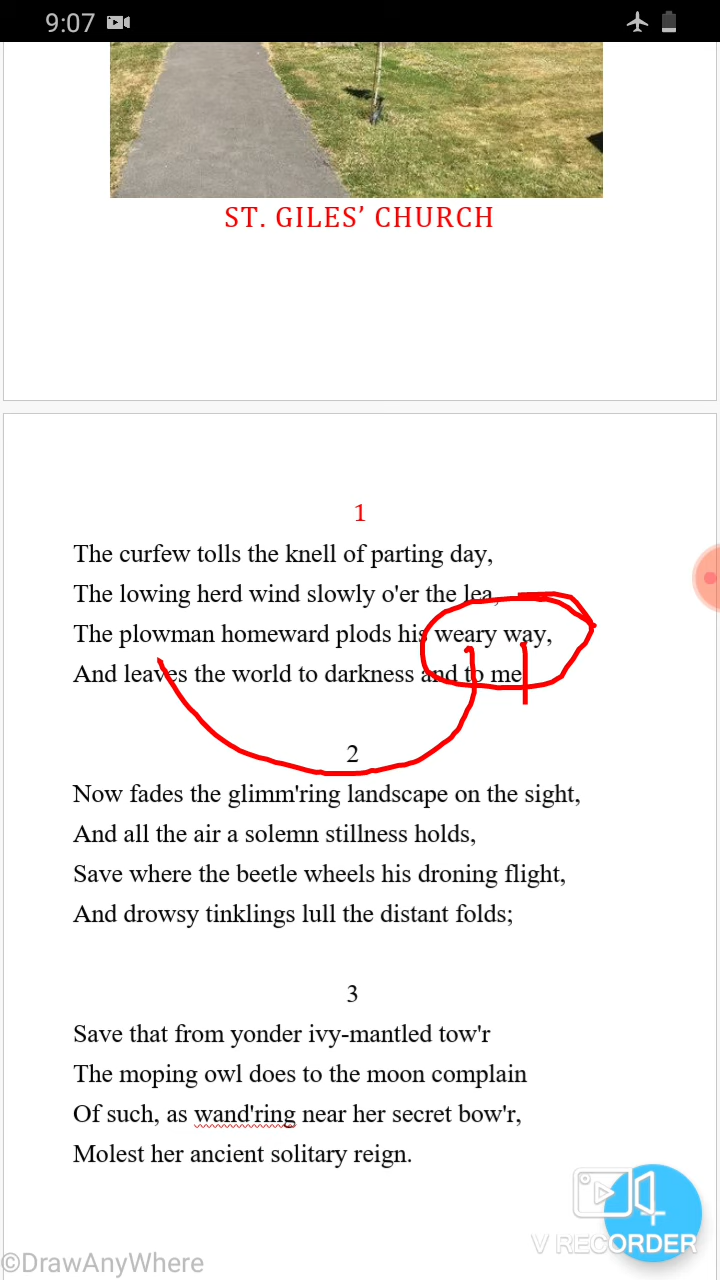 9:07
ST. GILES’ CHURCH
1
The curfew tolls the knell of parting day,
The lowing herd wind slowly o'er the lea,
The plowman homeward plods his weary way,
And leaves the world to darkness and to me
2
Now fades the glimm'ring landscape on the sight,
And all the air a solemn stillness holds,
Save where the beetle wheels his droning flight,
And drowsy tinklings lull the distant folds;
3
Save that from yonder ivy-mantled tow'r
The moping owl does to the moon complain
Of such, as wand'ring near her secret bow'r,
Molest her ancient solitary reign.
V RECORDER
©DrawAnyWhere